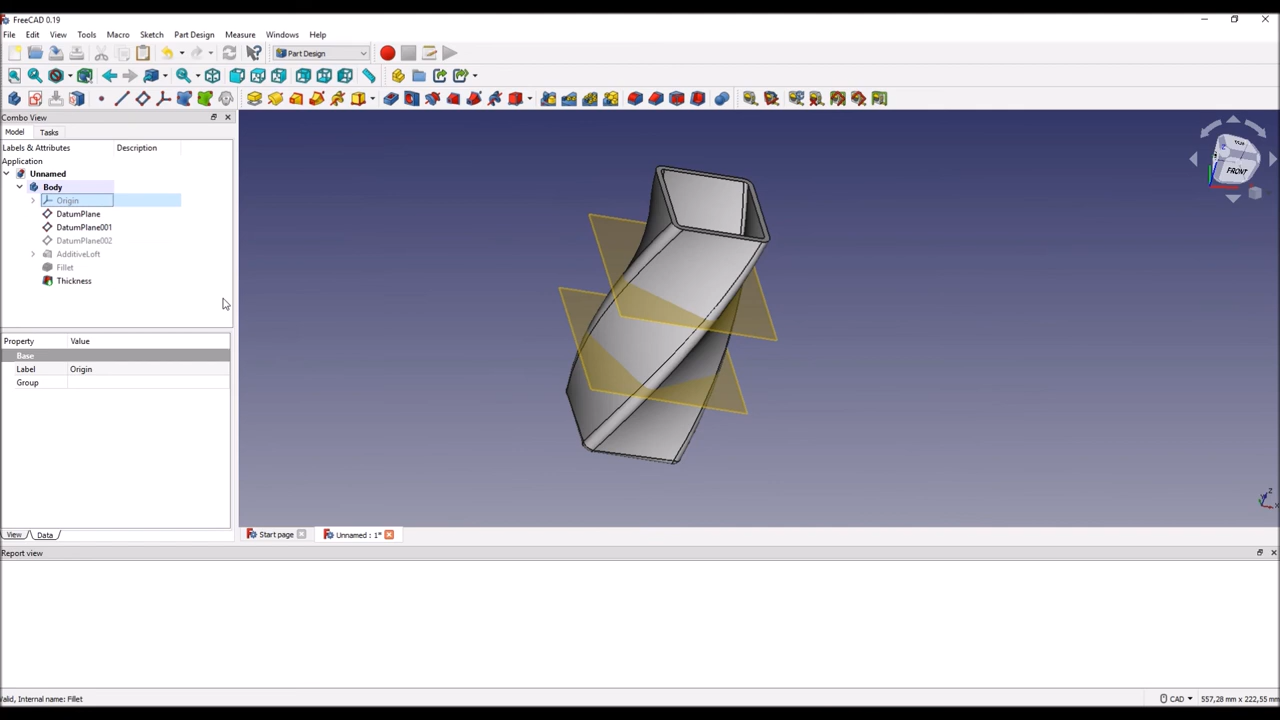 FreeCAD 0.19
File Edit View Tools Macro Sketch Part Design Measure Windows Help
Part Design
Combo View
Model Tasks
Labels & Attributes Description
Application
Unnamed
Body
Origin
DatumPlane
DatumPlane001
DatumPlane002
AdditiveLoft
Fillet
Thickness
Property Value
Base
Label Origin
Group
View Data
FRONT
Z
X
Start page Unnamed : 1*
Report view
Valid, Internal name: Fillet
CAD 557,28 mm x 222,55 mm